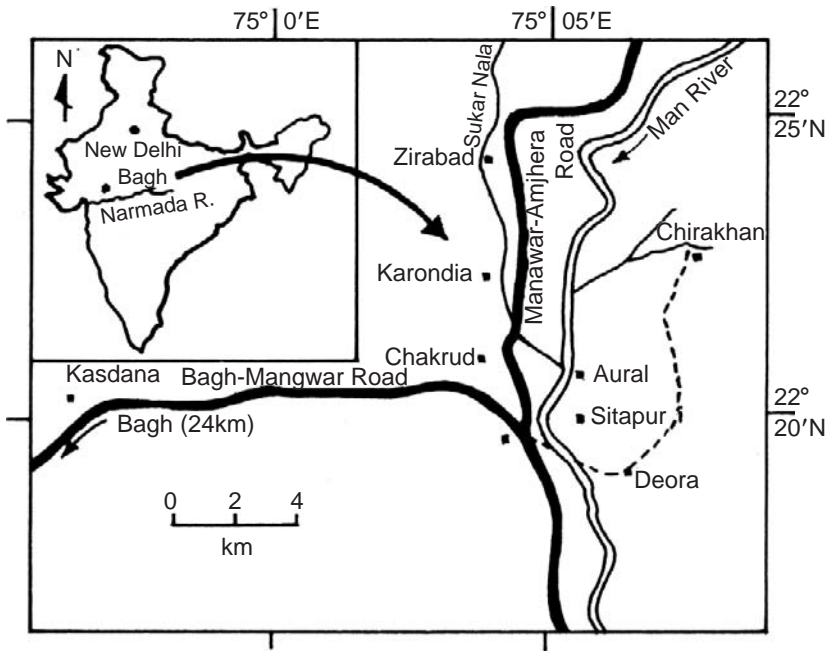 75° 0′E
75° 05′E
N
New Delhi
Bagh
Narmada R.
Sukar Nala
Zirabad
Manawar-Amjhera
Road
Man River
22°
25′N
Chirakhan
Karondia
Chakrud
Kasdana
Bagh-Mangwar Road
Aural
Sitapur
22°
20′N
Bagh (24km)
Deora
0 2 4
km